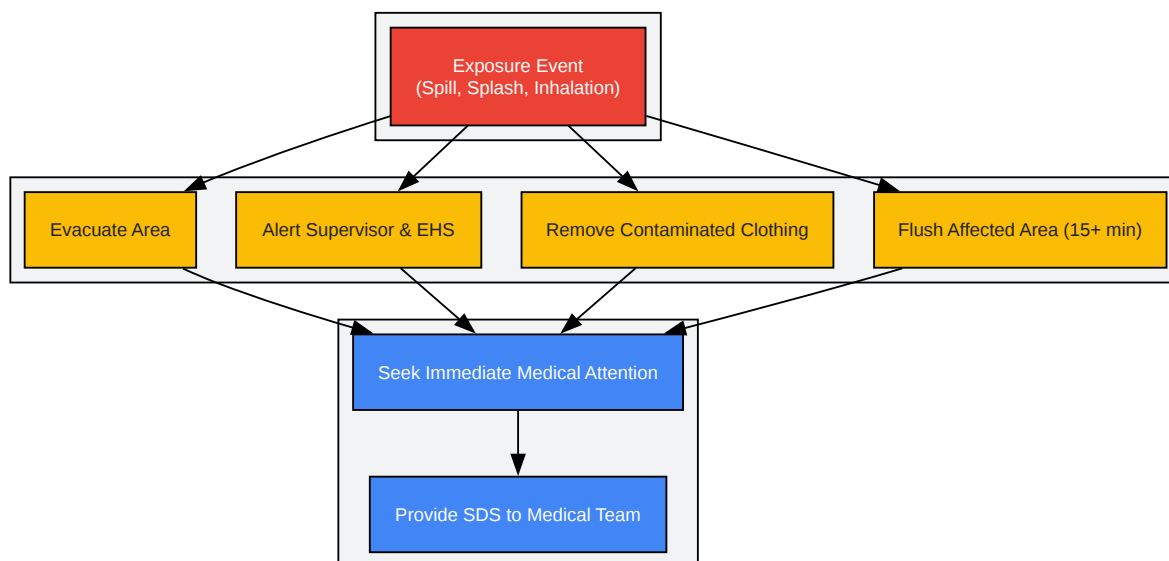 Exposure Event
(Spill, Splash, Inhalation)
Evacuate Area
Alert Supervisor & EHS
Remove Contaminated Clothing
Flush Affected Area (15+ min)
Seek Immediate Medical Attention
Provide SDS to Medical Team